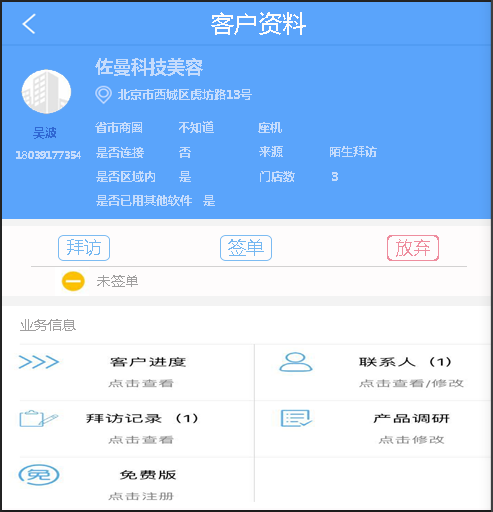 客户资料
佐曼科技美容
北京市西城区虎坊路13号
吴波
18039177354
省市商圈 不知道 座机
是否连接 否 来源 陌生拜访
是否区域内 是 门店数 3
是否已用其他软件 是
拜访 签单 放弃
未签单
业务信息
客户进度 联系人（1）
点击查看 点击查看/修改
拜访记录（1） 产品调研
点击查看 点击修改
免 免费版
点击注册